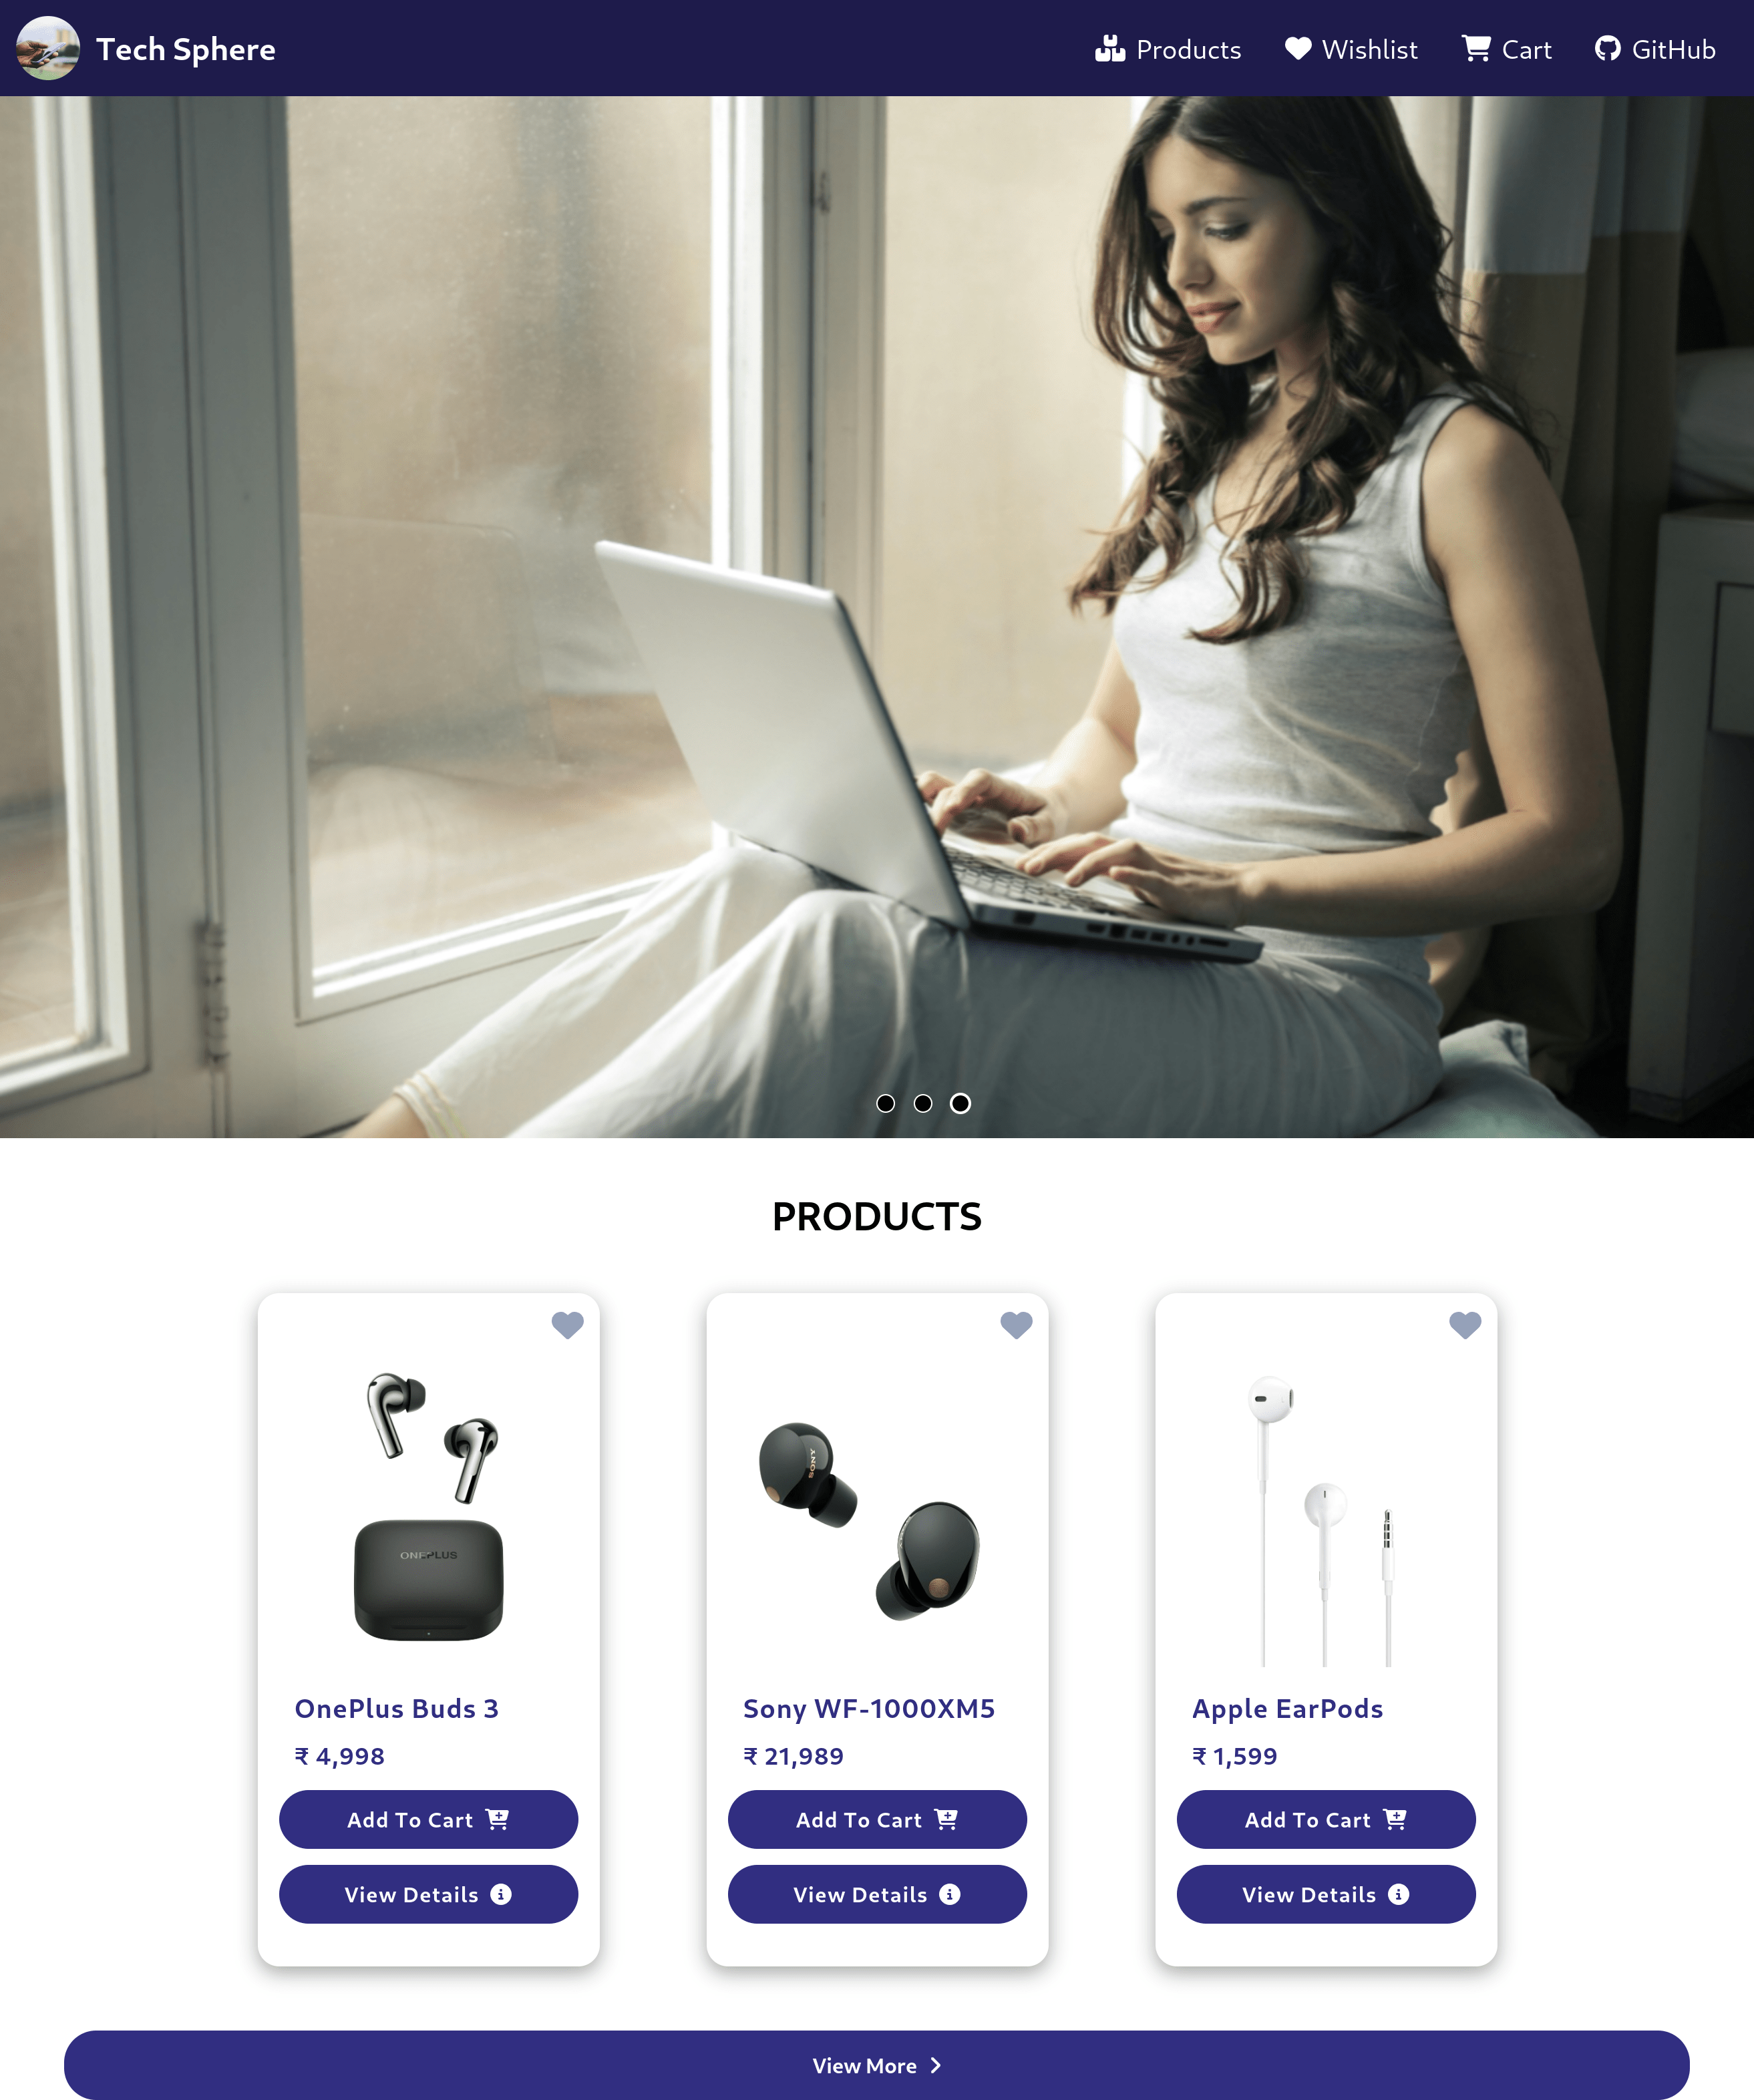 Tech Sphere
Products
Wishlist
Cart
GitHub
PRODUCTS
ONEPLUS
OnePlus Buds 3
₹ 4,998
Add To Cart
View Details
SONY
Sony WF-1000XM5
₹ 21,989
Add To Cart
View Details
Apple EarPods
₹ 1,599
Add To Cart
View Details
View More